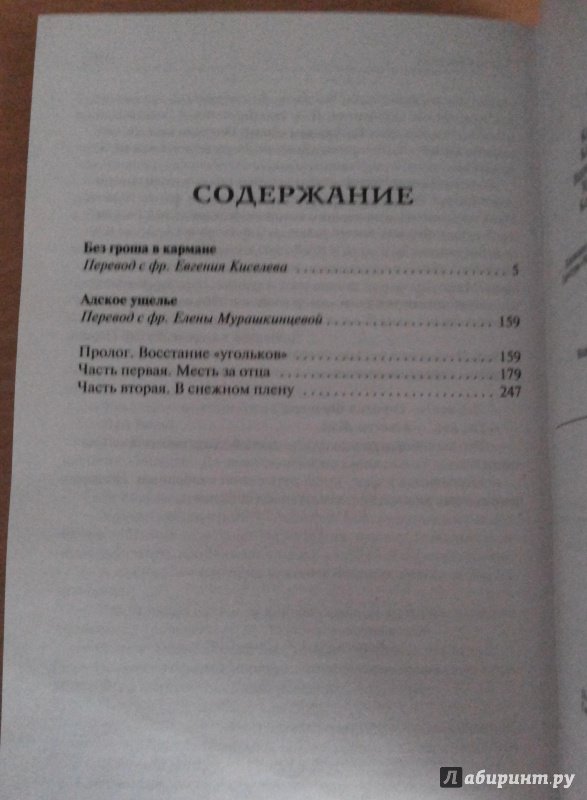 СОДЕРЖАНИЕ
Без гроша в кармане
Перевод с фр. Евгения Киселева .......................... 5
Адское ущелье
Перевод с фр. Елены Мурашкинцевой .................... 159
Пролог. Восстание «угольков» ............................ 159
Часть первая. Месть за отца .............................. 179
Часть вторая. В снежном плену ........................... 247
Лабиринт.ру